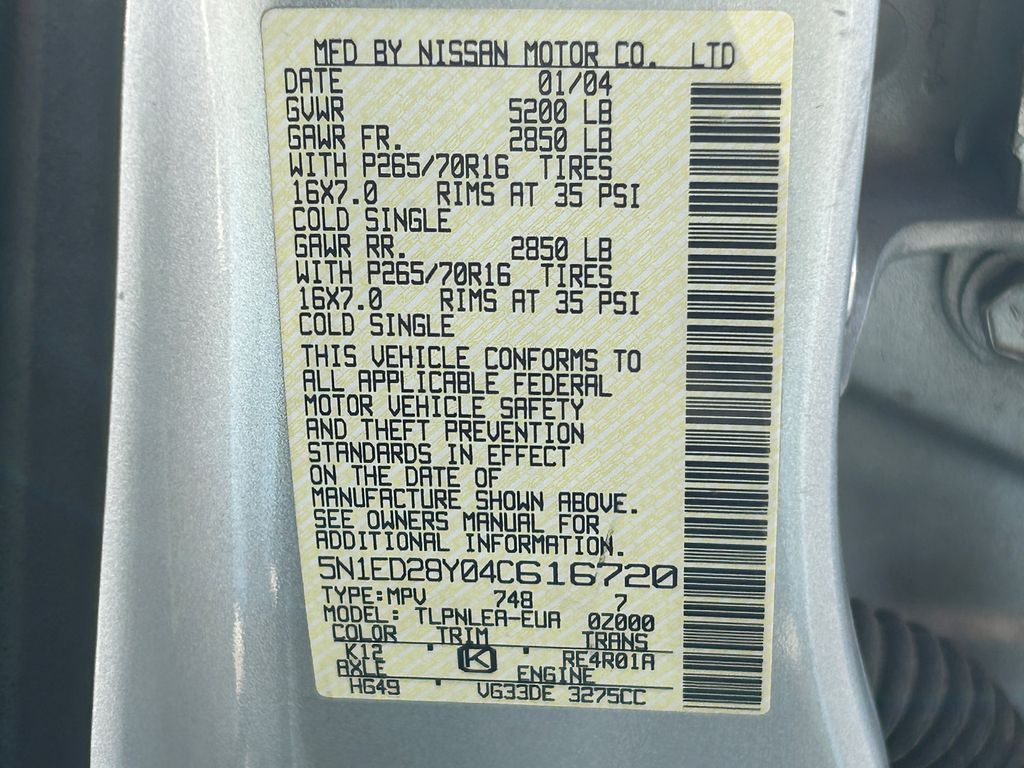 MFD BY NISSAN MOTOR CO. LTD
DATE 01/04
GVWR 5200 LB
GAWR FR. 2850 LB
WITH P265/70R16 TIRES
16X7.0 RIMS AT 35 PSI
COLD SINGLE
GAWR RR. 2850 LB
WITH P265/70R16 TIRES
16X7.0 RIMS AT 35 PSI
COLD SINGLE
THIS VEHICLE CONFORMS TO
ALL APPLICABLE FEDERAL
MOTOR VEHICLE SAFETY
AND THEFT PREVENTION
STANDARDS IN EFFECT
ON THE DATE OF
MANUFACTURE SHOWN ABOVE.
SEE OWNERS MANUAL FOR
ADDITIONAL INFORMATION.
5N1ED28Y04C616720
TYPE:MPV 748 7
MODEL: TLPNLEA-EUA 0Z000
COLOR TRIM TRANS
K12 K RE4R01A
AXLE ENGINE
HG49 VG33DE 3275CC